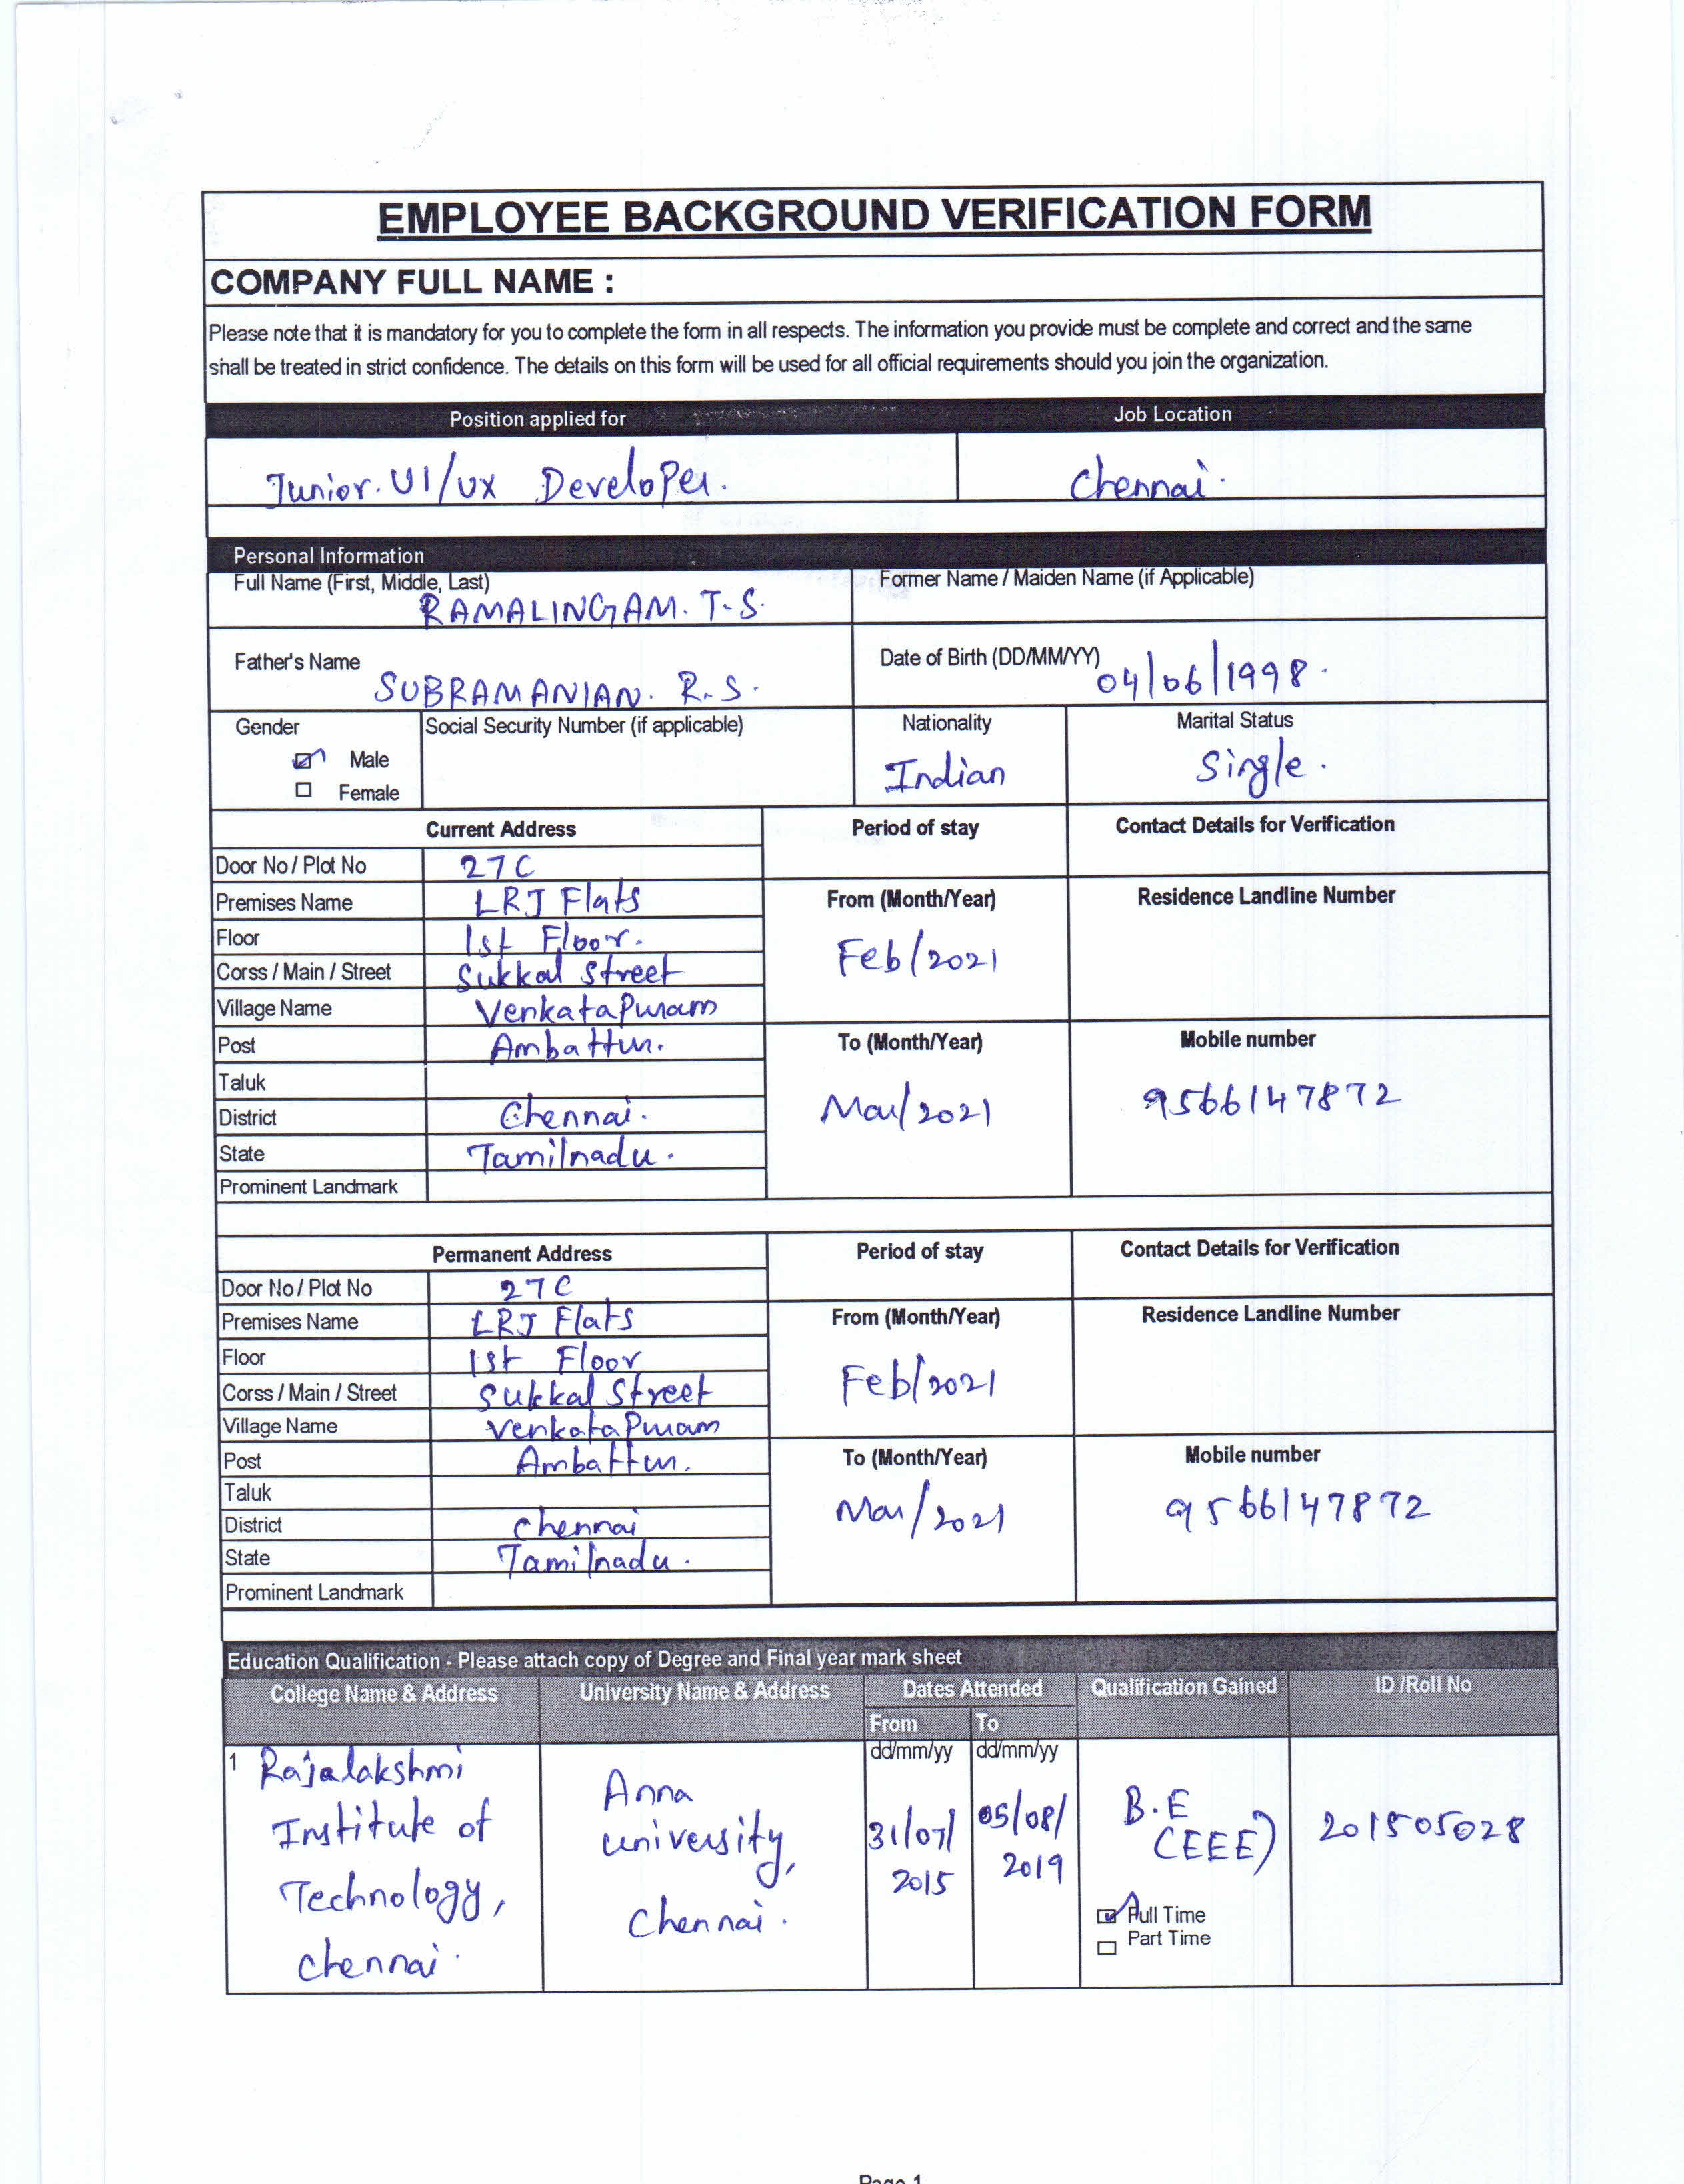 EMPLOYEE BACKGROUND VERIFICATION FORM
COMPANY FULL NAME :
Please note that it is mandatory for you to complete the form in all respects. The information you provide must be complete and correct and the same
shall be treated in strict confidence. The details on this form will be used for all official requirements should you join the organization.
Position applied for Job Location
Junior. UI/UX Developer. Chennai.
Personal Information
Full Name (First, Middle, Last) Former Name / Maiden Name (if Applicable)
RAMALINGAM. T.S.
Father's Name Date of Birth (DD/MM/YY)
SUBRAMANIAN. R.S. 04/06/1998.
Gender Social Security Number (if applicable) Nationality Marital Status
Male Indian Single.
Female
Current Address Period of stay Contact Details for Verification
Door No / Plot No 27C
Premises Name LRJ Flats From (Month/Year) Residence Landline Number
Floor 1st Floor.
Corss / Main / Street Sukkal Street Feb/2021
Village Name Venkatapuram
Post Ambattur. To (Month/Year) Mobile number
Taluk
District Chennai. Mar/2021 9566147872
State Tamilnadu.
Prominent Landmark
Permanent Address Period of stay Contact Details for Verification
Door No / Plot No 27C
Premises Name LRJ Flats From (Month/Year) Residence Landline Number
Floor 1st Floor
Corss / Main / Street Sukkal Street Feb/2021
Village Name Venkatapuram
Post Ambattur. To (Month/Year) Mobile number
Taluk
District Chennai Mar/2021 9566147872
State Tamilnadu.
Prominent Landmark
Education Qualification - Please attach copy of Degree and Final year mark sheet
College Name & Address University Name & Address Dates Attended Qualification Gained ID /Roll No
From To
dd/mm/yy dd/mm/yy
1 Rajalakshmi Anna B.E
Institute of university, 31/07/ 05/08/ (EEE) 201505028
Technology, Chennai. 2015 2019
Chennai. Full Time
Part Time
Page 1